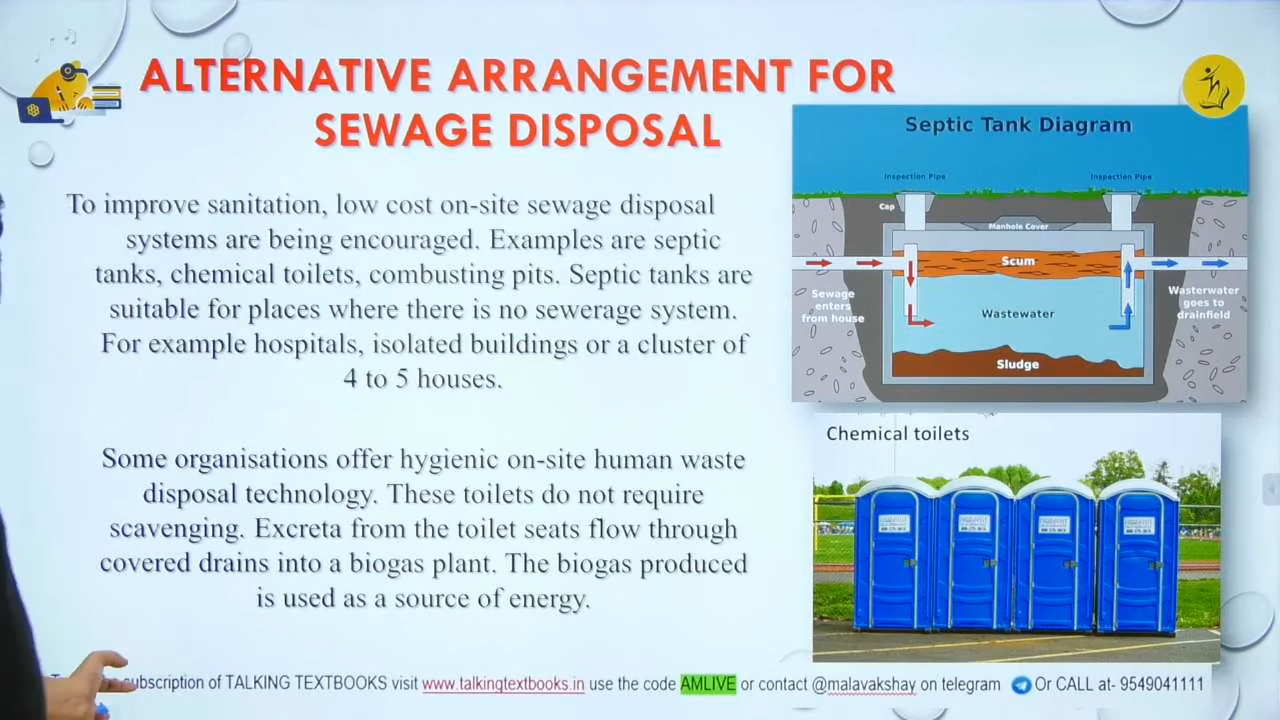 ALTERNATIVE ARRANGEMENT FOR
SEWAGE DISPOSAL
To improve sanitation, low cost on-site sewage disposal
systems are being encouraged. Examples are septic
tanks, chemical toilets, combusting pits. Septic tanks are
suitable for places where there is no sewerage system.
For example hospitals, isolated buildings or a cluster of
4 to 5 houses.
Some organisations offer hygienic on-site human waste
disposal technology. These toilets do not require
scavenging. Excreta from the toilet seats flow through
covered drains into a biogas plant. The biogas produced
is used as a source of energy.
Septic Tank Diagram
Inspection Pipe
Inspection Pipe
Cap
Manhole Cover
Scum
Sewage
enters
from house
Wastewater
Wasterwater
goes to
drainfield
Sludge
Chemical toilets
subscription of TALKING TEXTBOOKS visit www.talkingtextbooks.in use the code AMLIVE or contact @malavakshay on telegram Or CALL at- 9549041111